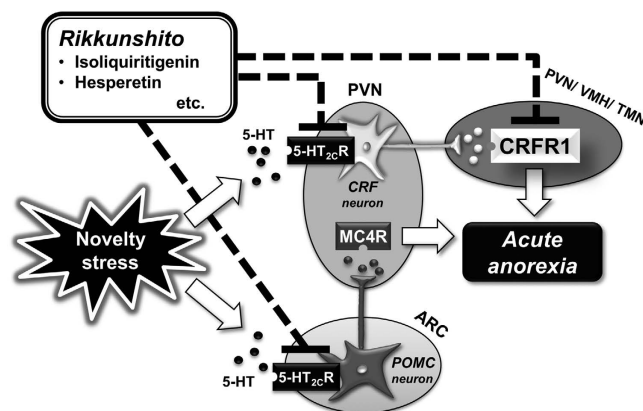 Rikkunshito
• Isoliquiritigenin
• Hesperetin
etc.
PVN/ VMH/ TMN
PVN
5-HT
5-HT2CR
CRFR1
CRF
neuron
Novelty
stress
MC4R
Acute
anorexia
ARC
5-HT
5-HT2CR
POMC
neuron